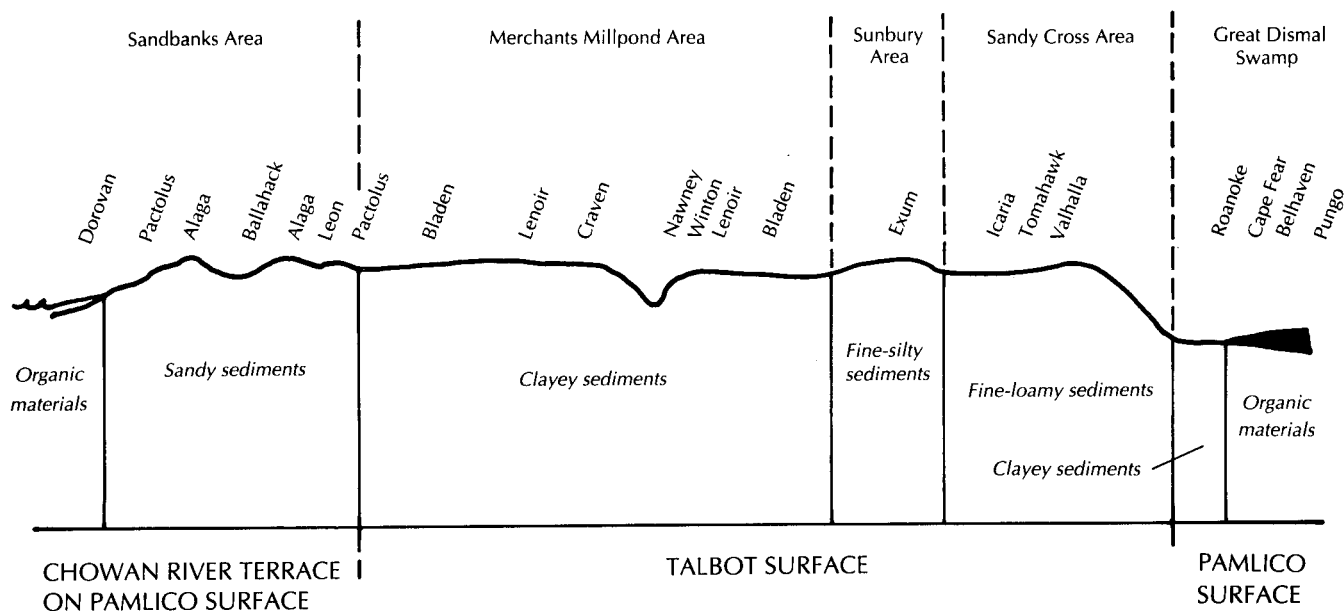 Sandbanks Area
Merchants Millpond Area
Sunbury
Area
Sandy Cross Area
Great Dismal
Swamp
Dorovan
Pactolus
Alaga
Ballahack
Alaga
Leon
Pactolus
Bladen
Lenoir
Craven
Nawney
Winton
Lenoir
Bladen
Exum
Icaria
Tomahawk
Valhalla
Roanoke
Cape Fear
Belhaven
Pungo
Organic
materials
Sandy sediments
Clayey sediments
Fine-silty
sediments
Fine-loamy sediments
Clayey sediments
Organic
materials
CHOWAN RIVER TERRACE
ON PAMLICO SURFACE
TALBOT SURFACE
PAMLICO
SURFACE